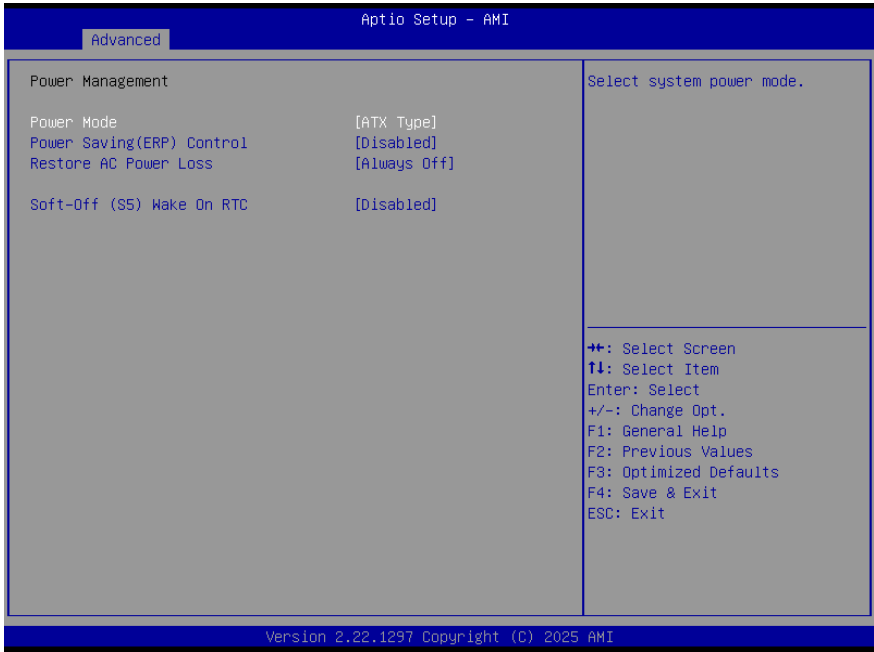 Aptio Setup – AMI
Advanced
Power Management
Power Mode [ATX Type]
Power Saving(ERP) Control [Disabled]
Restore AC Power Loss [Always Off]
Soft-Off (S5) Wake On RTC [Disabled]
Select system power mode.
→←: Select Screen
↑↓: Select Item
Enter: Select
+/-: Change Opt.
F1: General Help
F2: Previous Values
F3: Optimized Defaults
F4: Save & Exit
ESC: Exit
Version 2.22.1297 Copyright (C) 2025 AMI